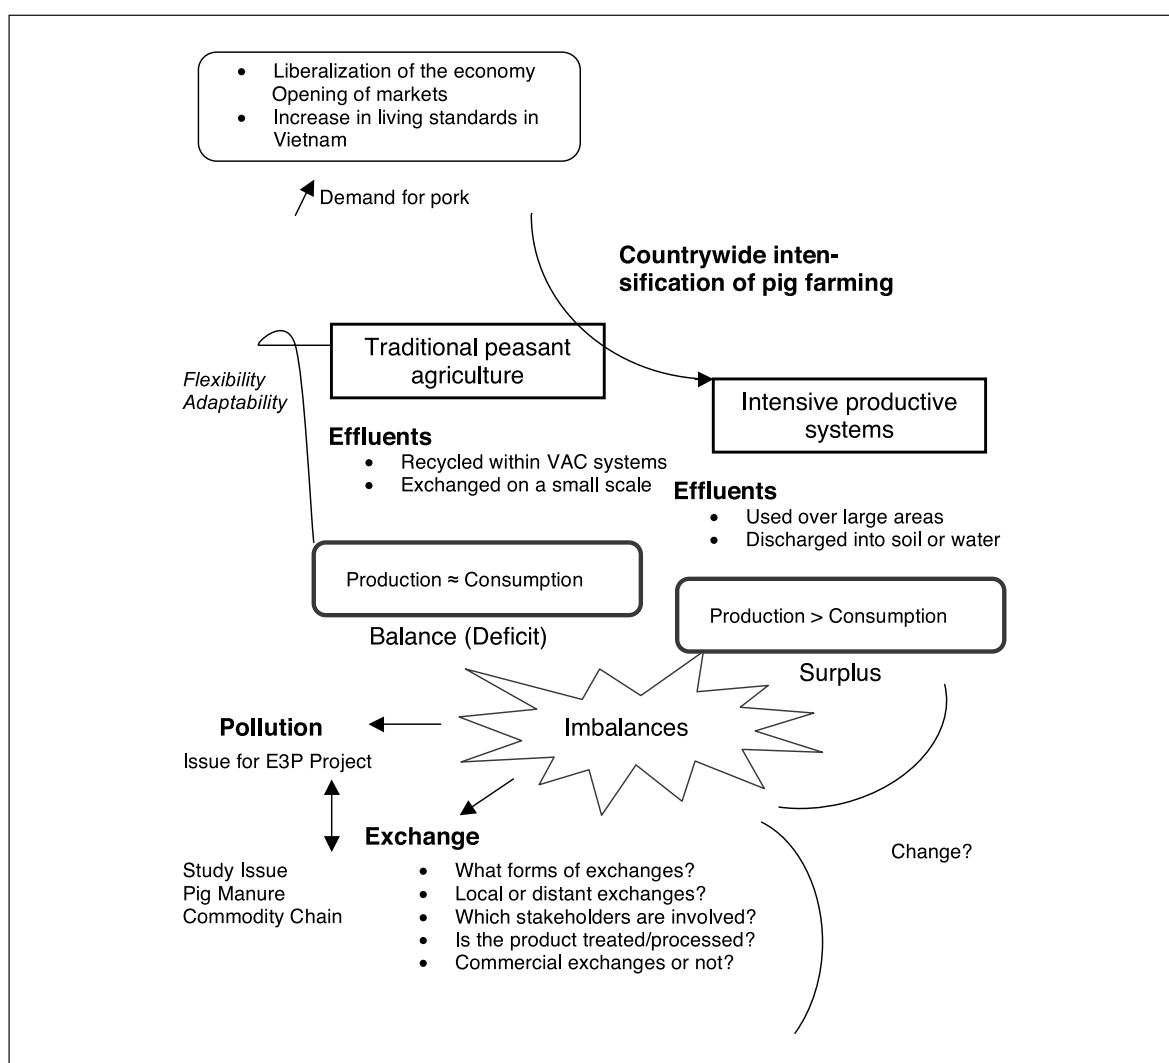 • Liberalization of the economy
Opening of markets
• Increase in living standards in
Vietnam
Demand for pork
Countrywide inten-
sification of pig farming
Traditional peasant
agriculture
Flexibility
Adaptability
Intensive productive
systems
Effluents
• Recycled within VAC systems
• Exchanged on a small scale
Effluents
• Used over large areas
• Discharged into soil or water
Production ≈ Consumption
Balance (Deficit)
Production > Consumption
Surplus
Imbalances
Pollution
Issue for E3P Project
Exchange
• What forms of exchanges?
• Local or distant exchanges?
• Which stakeholders are involved?
• Is the product treated/processed?
• Commercial exchanges or not?
Study Issue
Pig Manure
Commodity Chain
Change?